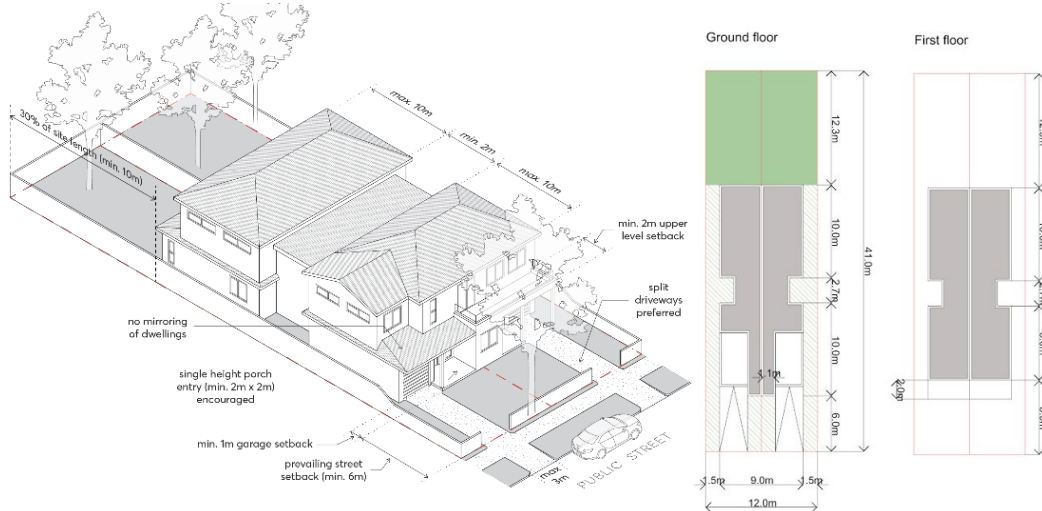 30% of site length (min. 10m)
max. 10m
min. 2m
max. 10m
min. 2m upper
level setback
split
driveways
preferred
no mirroring
of dwellings
single height porch
entry (min. 2m x 2m)
encouraged
min. 1m garage setback
prevailing street
setback (min. 6m)
max
3m
PUBLIC STREET
Ground floor
12.3m
10.0m
2.7m
10.0m
6.0m
41.0m
1.1m
1.5m
9.0m
1.5m
12.0m
First floor
2.0m